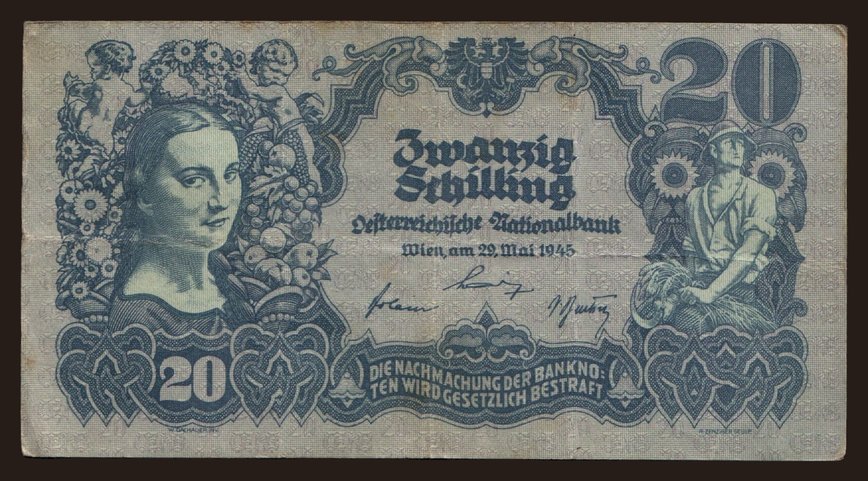 20
Zwanzig
Schilling
Oesterreichische Nationalbank
Wien, am 29. Mai 1945
20
DIE NACHMACHUNG DER BANKNO:
TEN WIRD GESETZLICH BESTRAFT